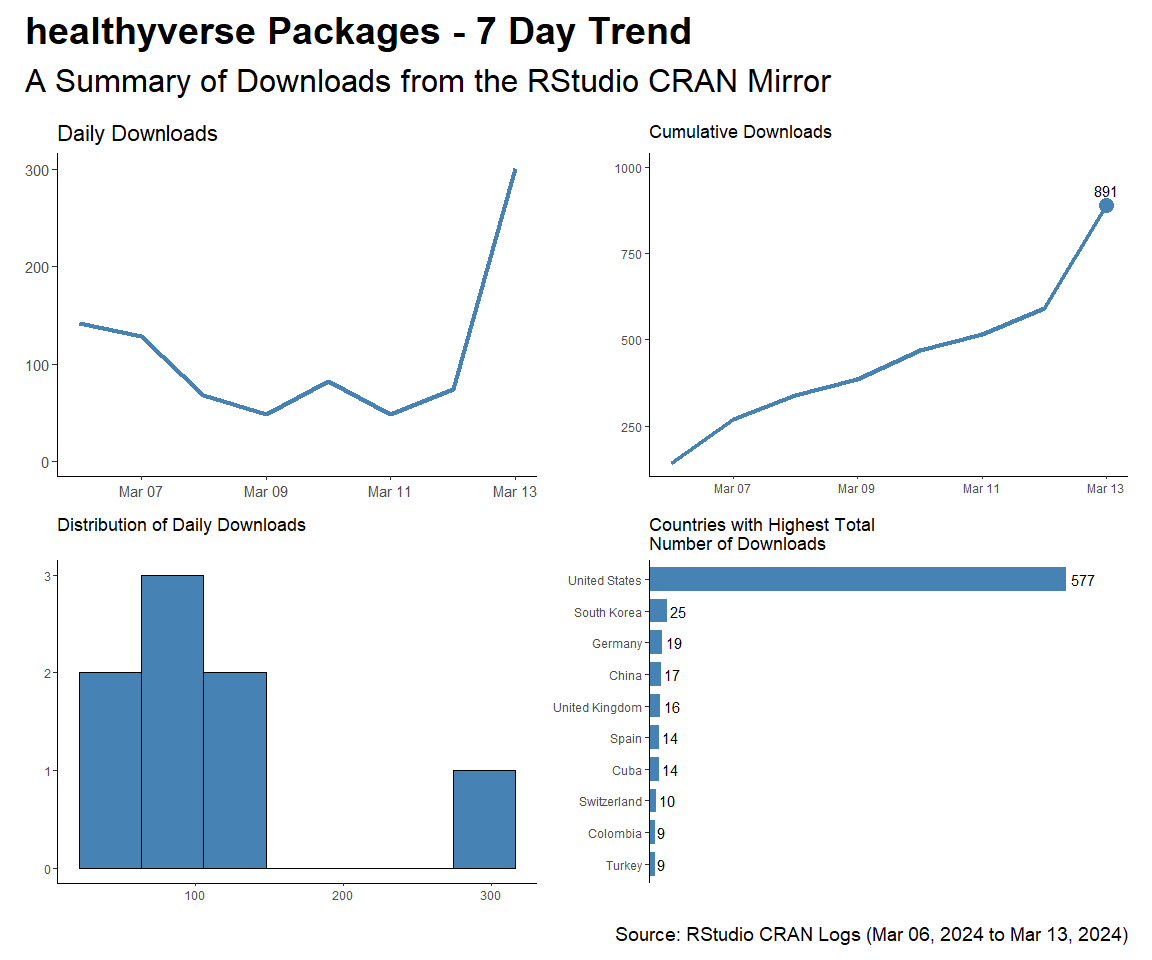 healthyverse Packages - 7 Day Trend
A Summary of Downloads from the RStudio CRAN Mirror
Daily Downloads
300
200
100
0
Mar 07 Mar 09 Mar 11 Mar 13
Cumulative Downloads
1000
750
500
250
891
Mar 07 Mar 09 Mar 11 Mar 13
Distribution of Daily Downloads
3
2
1
0
100 200 300
Countries with Highest Total
Number of Downloads
United States 577
South Korea 25
Germany 19
China 17
United Kingdom 16
Spain 14
Cuba 14
Switzerland 10
Colombia 9
Turkey 9
Source: RStudio CRAN Logs (Mar 06, 2024 to Mar 13, 2024)